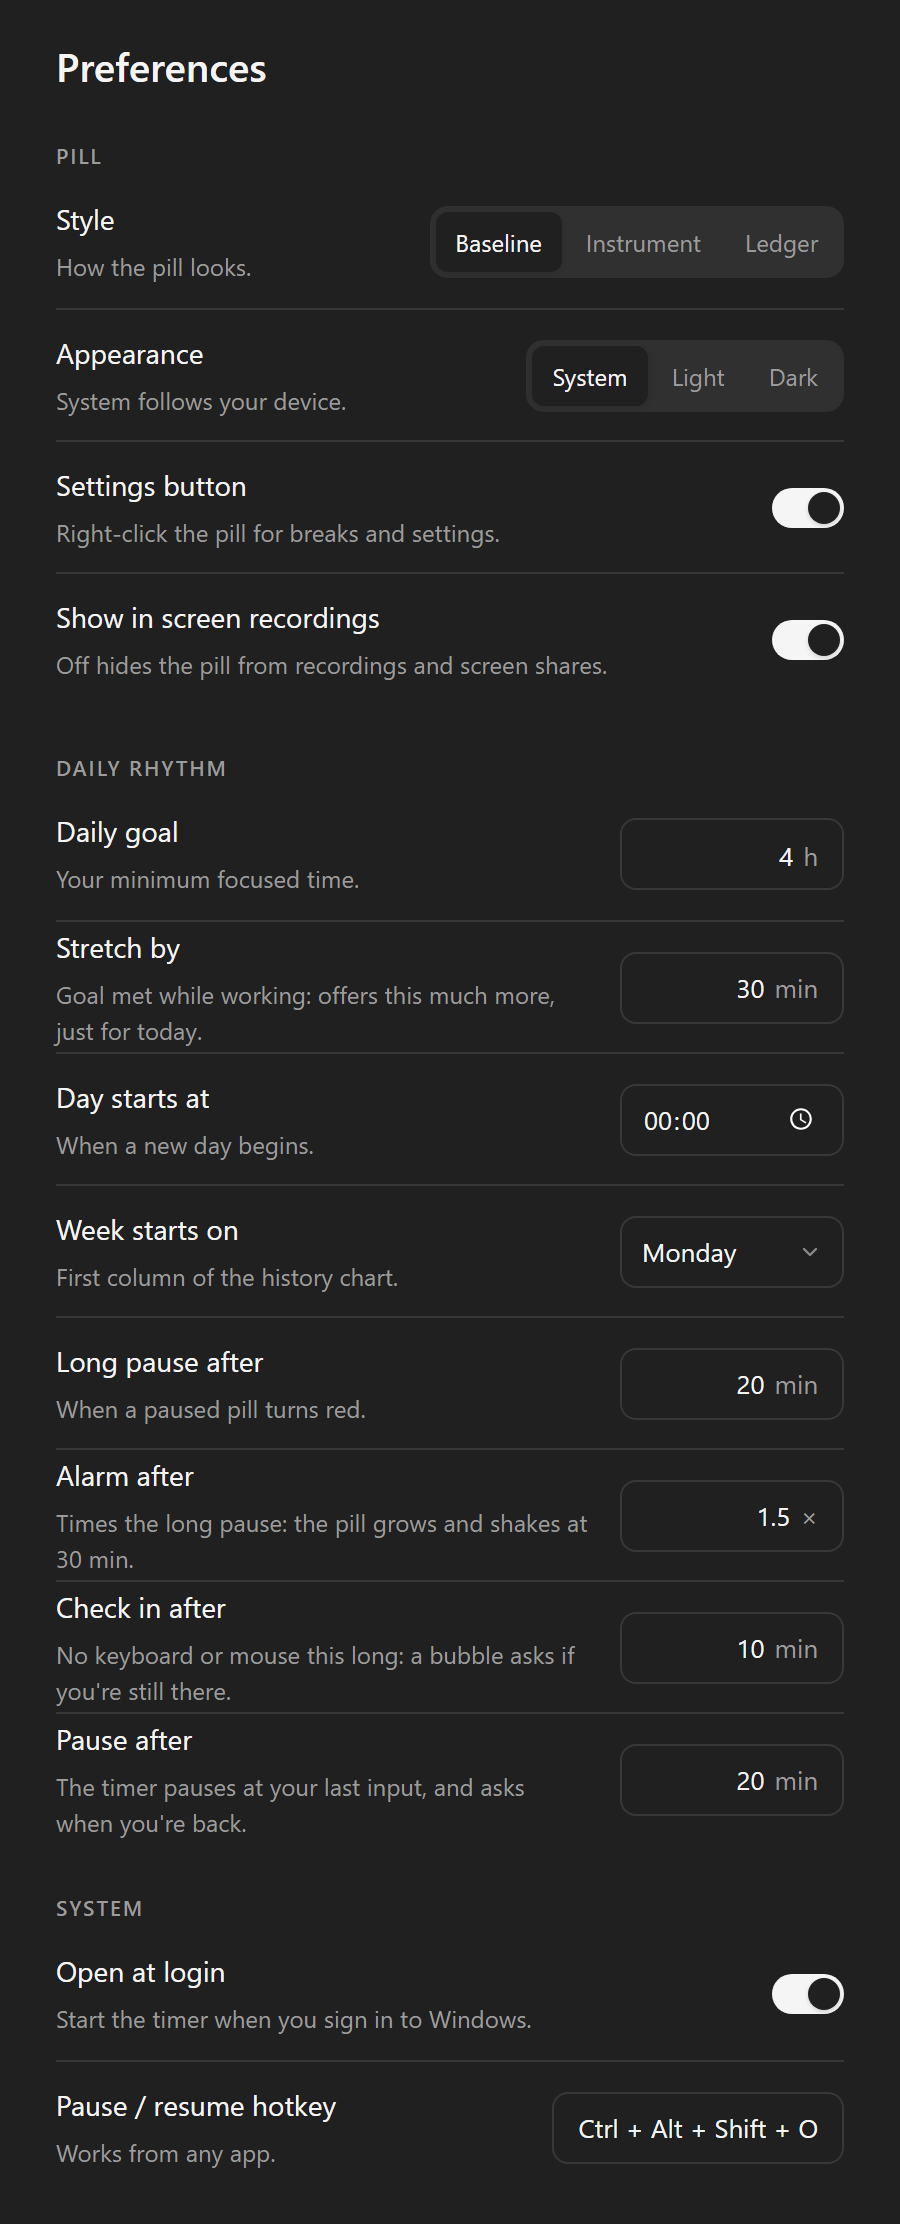 Preferences
PILL
Style
How the pill looks.
Baseline Instrument Ledger
Appearance
System follows your device.
System Light Dark
Settings button
Right-click the pill for breaks and settings.
Show in screen recordings
Off hides the pill from recordings and screen shares.
DAILY RHYTHM
Daily goal
Your minimum focused time.
4 h
Stretch by
Goal met while working: offers this much more,
just for today.
30 min
Day starts at
When a new day begins.
00:00
Week starts on
First column of the history chart.
Monday
Long pause after
When a paused pill turns red.
20 min
Alarm after
Times the long pause: the pill grows and shakes at
30 min.
1.5 ×
Check in after
No keyboard or mouse this long: a bubble asks if
you're still there.
10 min
Pause after
The timer pauses at your last input, and asks
when you're back.
20 min
SYSTEM
Open at login
Start the timer when you sign in to Windows.
Pause / resume hotkey
Works from any app.
Ctrl + Alt + Shift + O